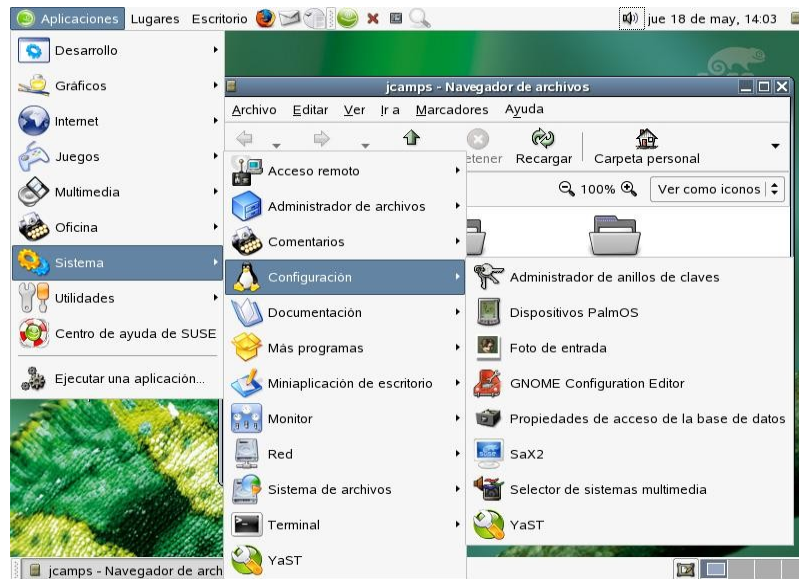 Aplicaciones Lugares Escritorio jue 18 de may, 14:03
Desarrollo
Gráficos
Internet
Juegos
Multimedia
Oficina
Sistema
Utilidades
Centro de ayuda de SUSE
Ejecutar una aplicación...
jcamps - Navegador de archivos
Archivo Editar Ver Ir a Marcadores Ayuda
etener Recargar Carpeta personal
100% Ver como iconos
Acceso remoto
Administrador de archivos
Comentarios
Configuración
Documentación
Más programas
Miniaplicación de escritorio
Monitor
Red
Sistema de archivos
Terminal
YaST
Administrador de anillos de claves
Dispositivos PalmOS
Foto de entrada
GNOME Configuration Editor
Propiedades de acceso de la base de datos
SaX2
Selector de sistemas multimedia
YaST
jcamps - Navegador de arch